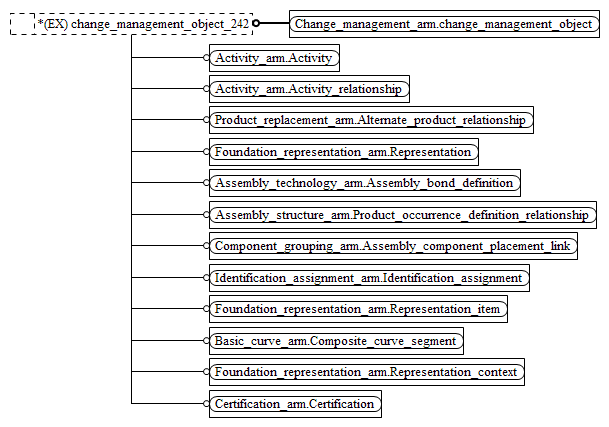 *(EX) change_management_object_242
Change_management_arm.change_management_object
Activity_arm.Activity
Activity_arm.Activity_relationship
Product_replacement_arm.Alternate_product_relationship
Foundation_representation_arm.Representation
Assembly_technology_arm.Assembly_bond_definition
Assembly_structure_arm.Product_occurrence_definition_relationship
Component_grouping_arm.Assembly_component_placement_link
Identification_assignment_arm.Identification_assignment
Foundation_representation_arm.Representation_item
Basic_curve_arm.Composite_curve_segment
Foundation_representation_arm.Representation_context
Certification_arm.Certification